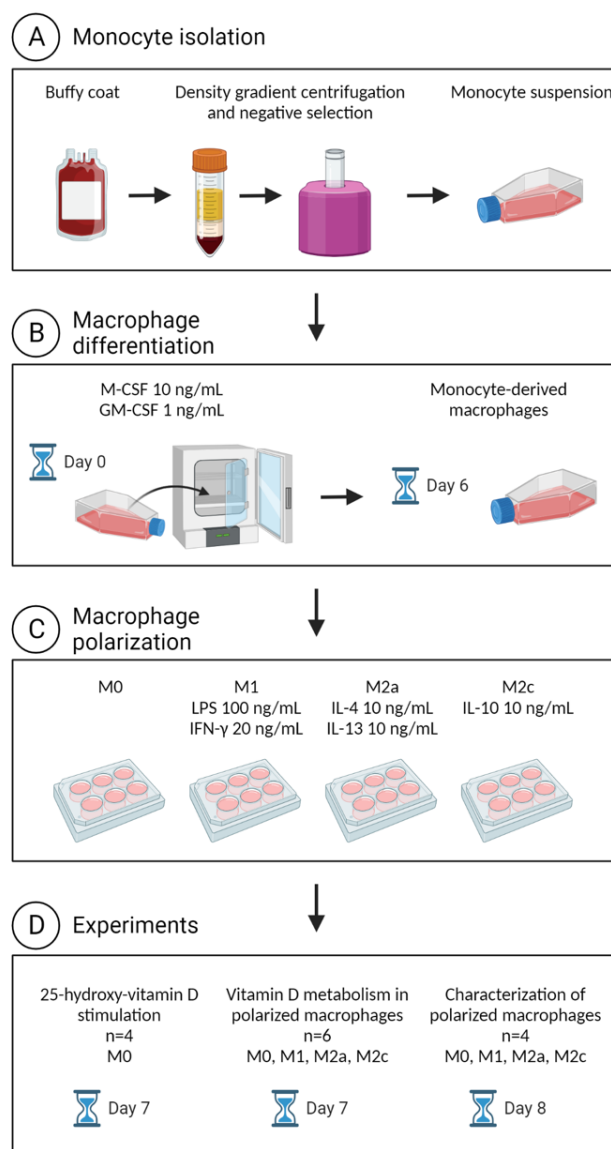 A Monocyte isolation
Buffy coat
Density gradient centrifugation
and negative selection
Monocyte suspension
B Macrophage
differentiation
M-CSF 10 ng/mL
GM-CSF 1 ng/mL
Day 0
Monocyte-derived
macrophages
Day 6
C Macrophage
polarization
M0
M1
LPS 100 ng/mL
IFN-γ 20 ng/mL
M2a
IL-4 10 ng/mL
IL-13 10 ng/mL
M2c
IL-10 10 ng/mL
D Experiments
25-hydroxy-vitamin D
stimulation
n=4
M0
Day 7
Vitamin D metabolism in
polarized macrophages
n=6
M0, M1, M2a, M2c
Day 7
Characterization of
polarized macrophages
n=4
M0, M1, M2a, M2c
Day 8